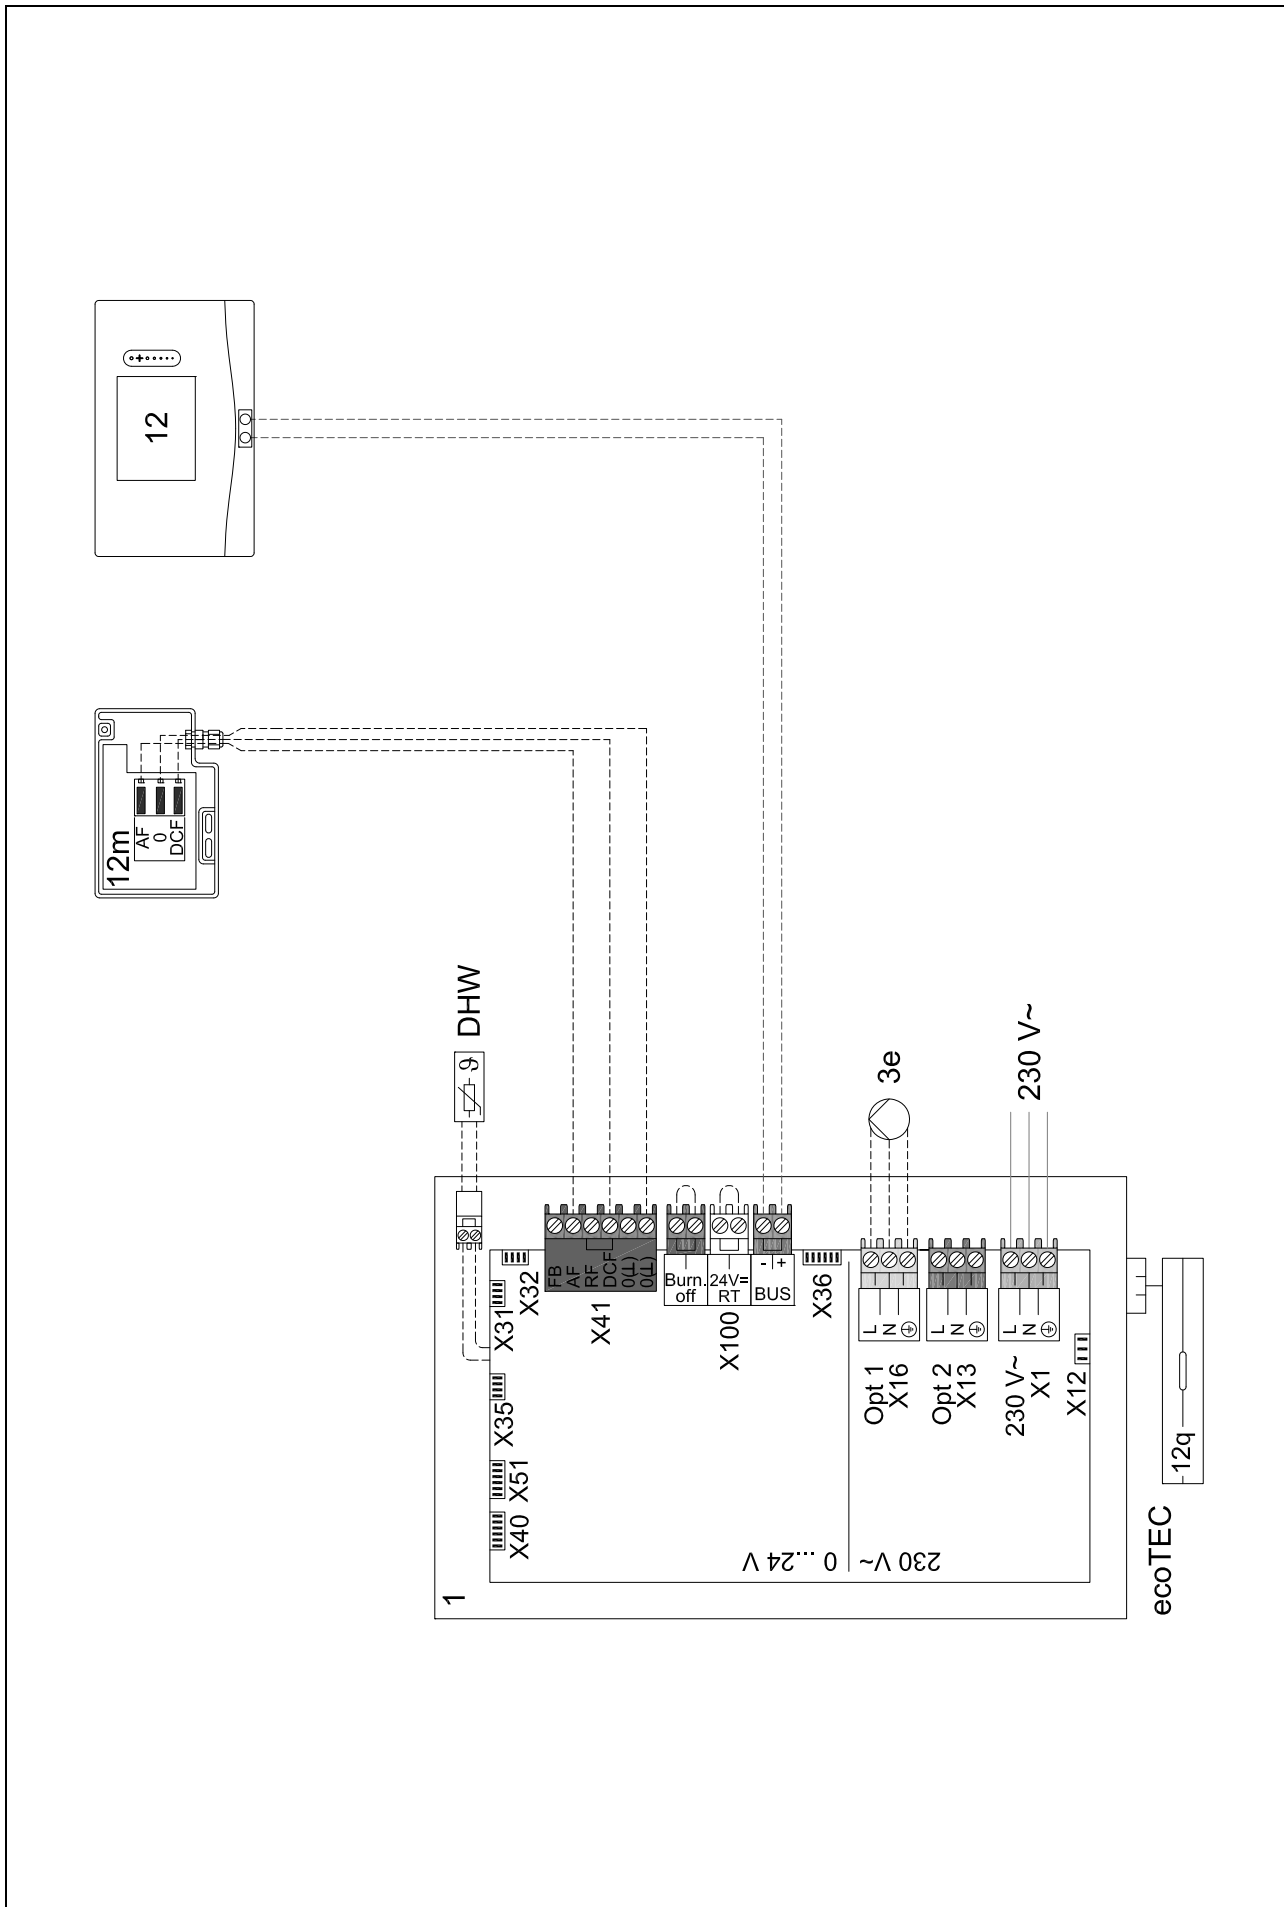 12
12m
AF
0
DCF
DHW
3e
230 V~
X32
X31
X35
X51
X40
FB
AF
RF
DCF
0(T)
0(T)
X41
Burn.
off
24V=
RT
X100
- +
BUS
X36
L
N
Opt 1
X16
L
N
Opt 2
X13
L
N
230 V~
X1
X12
0 ...24 V
230 V~
1
12q
ecoTEC